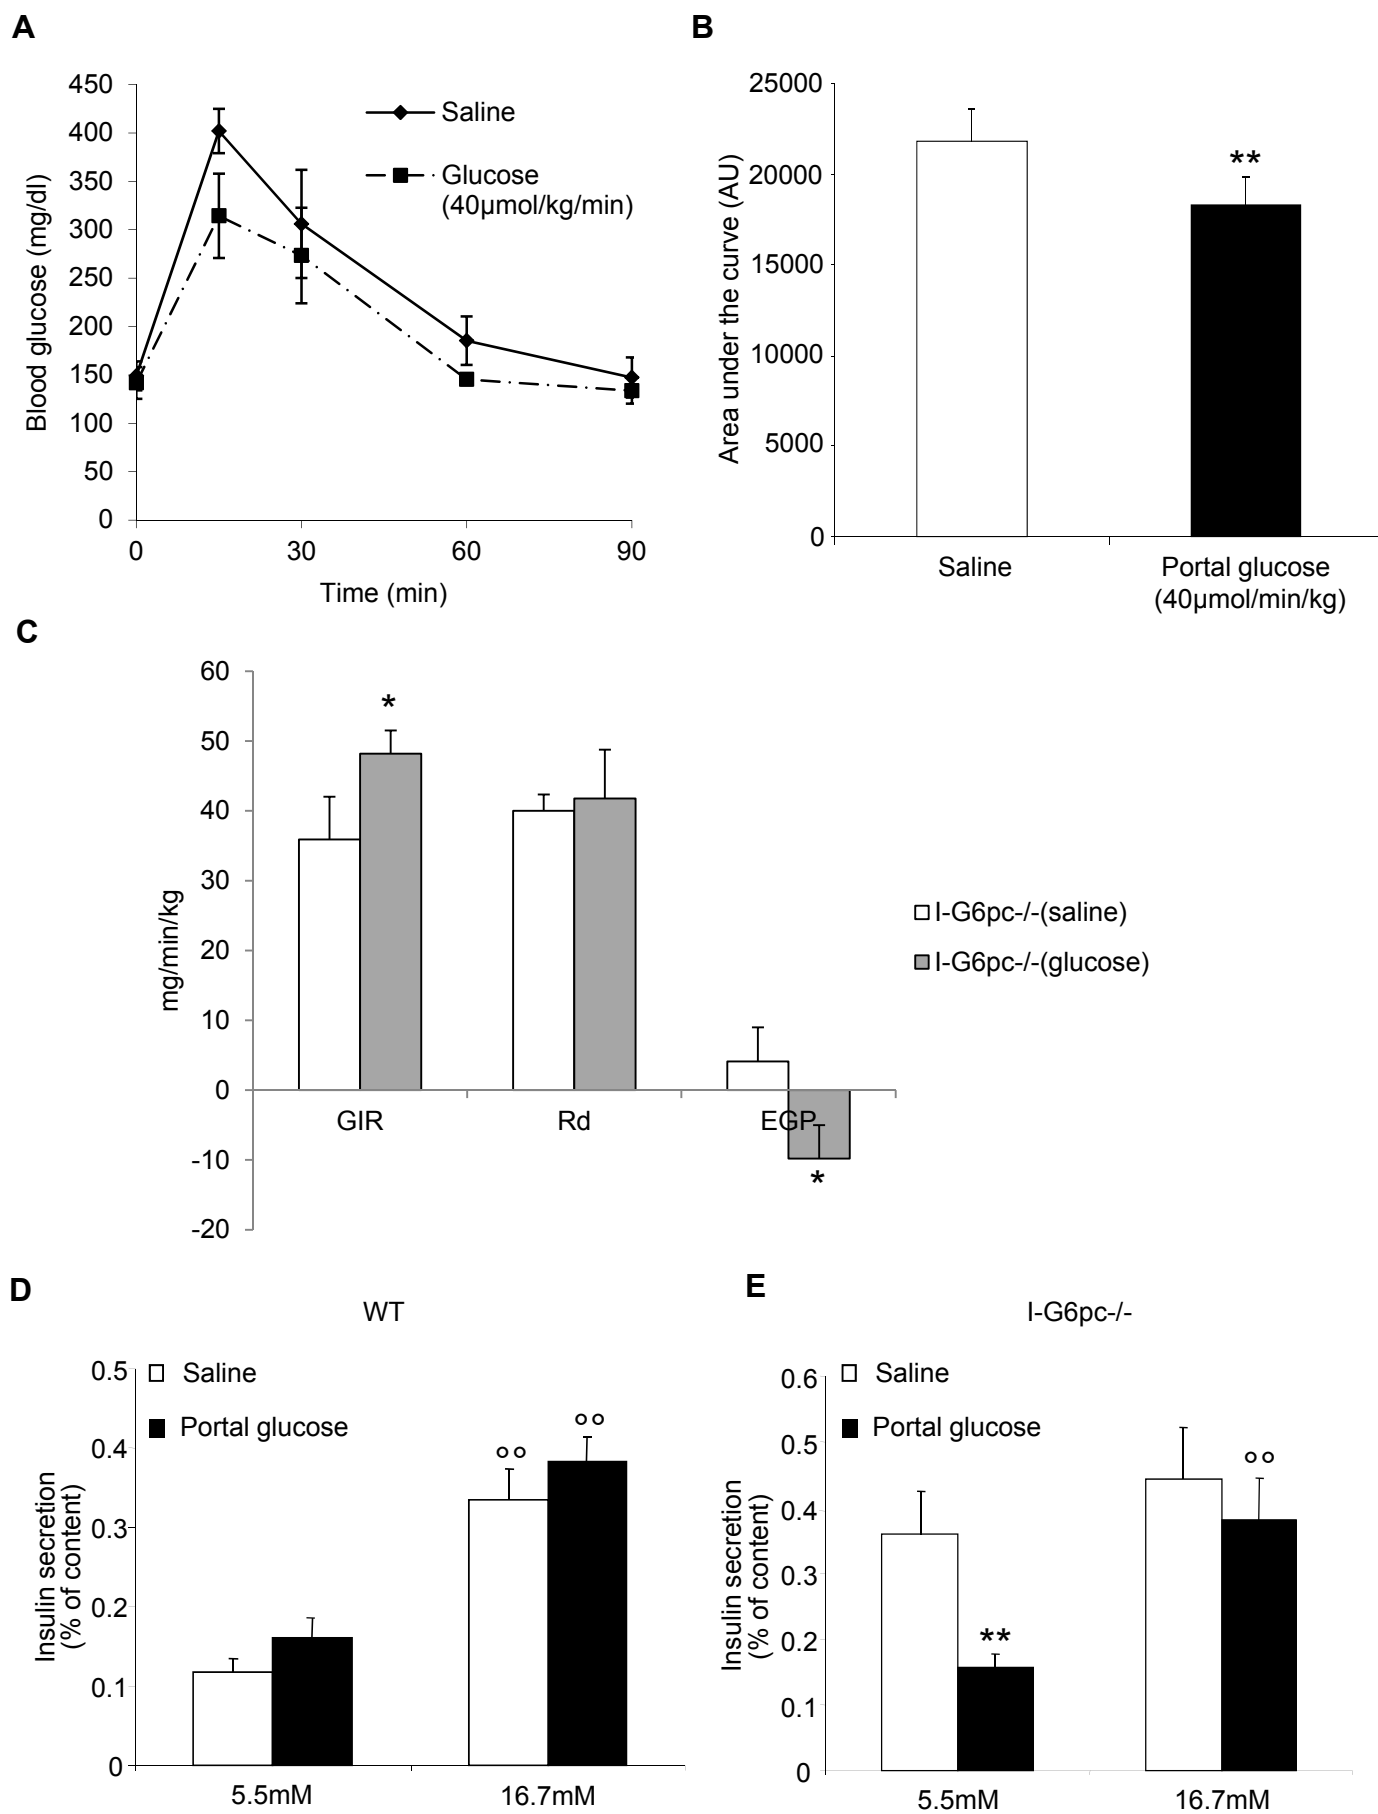 A
Blood glucose (mg/dl)
450
400
350
300
250
200
150
100
50
0
0 30 60 90
Time (min)
Saline
Glucose
(40µmol/kg/min)
B
Area under the curve (AU)
25000
20000
15000
10000
5000
0
**
Saline
Portal glucose
(40µmol/min/kg)
C
mg/min/kg
60
50
40
30
20
10
0
-10
-20
*
GIR Rd EGP
*
I-G6pc-/-(saline)
I-G6pc-/-(glucose)
D
WT
Insulin secretion
(% of content)
0.5
0.4
0.3
0.2
0.1
0
Saline
Portal glucose
°° °°
5.5mM 16.7mM
E
I-G6pc-/-
Insulin secretion
(% of content)
0.6
0.5
0.4
0.3
0.2
0.1
0
Saline
Portal glucose
**
°°
5.5mM 16.7mM